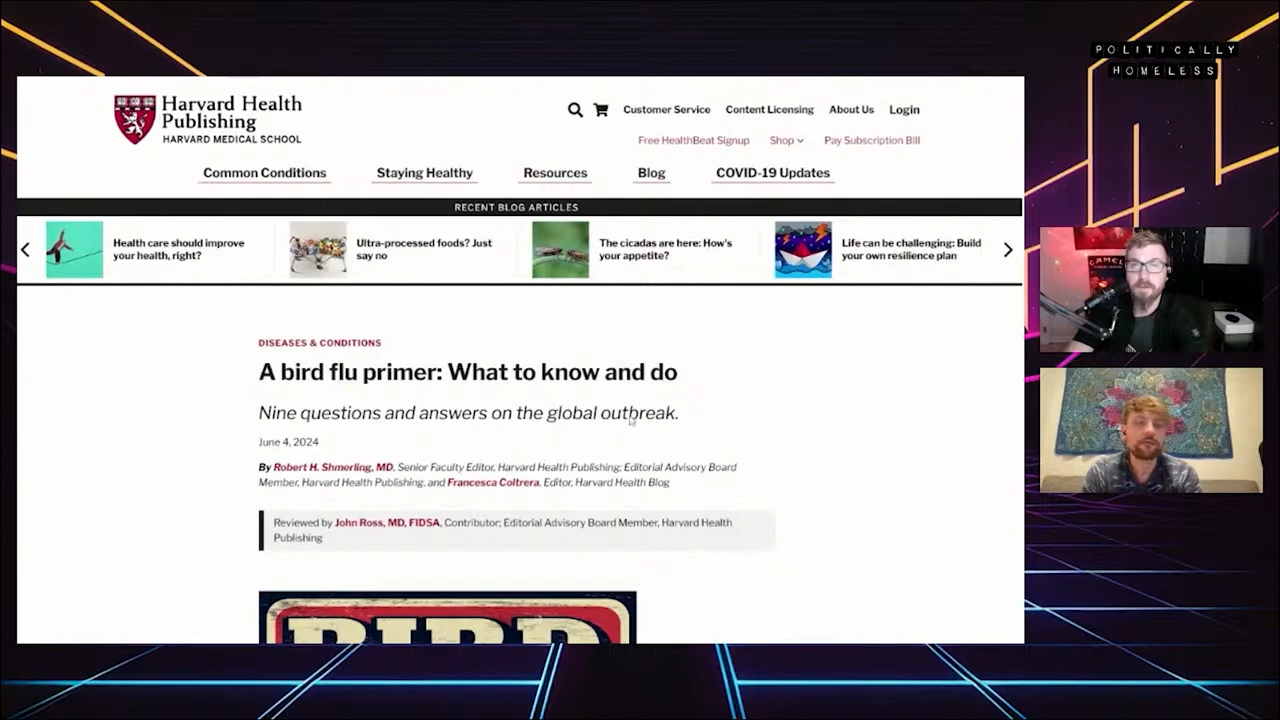 POLITICALLY
HOMELESS
Harvard Health
Publishing
HARVARD MEDICAL SCHOOL
Customer Service Content Licensing About Us Login
Free HealthBeat Signup Shop Pay Subscription Bill
Common Conditions Staying Healthy Resources Blog COVID-19 Updates
RECENT BLOG ARTICLES
Health care should improve
your health, right?
Ultra-processed foods? Just
say no
The cicadas are here: How's
your appetite?
Life can be challenging: Build
your own resilience plan
CAMEL
DISEASES & CONDITIONS
A bird flu primer: What to know and do
Nine questions and answers on the global outbreak.
June 4, 2024
By Robert H. Shmerling, MD, Senior Faculty Editor, Harvard Health Publishing; Editorial Advisory Board
Member, Harvard Health Publishing, and Francesca Coltrera, Editor, Harvard Health Blog
Reviewed by John Ross, MD, FIDSA, Contributor; Editorial Advisory Board Member, Harvard Health
Publishing
BIRD